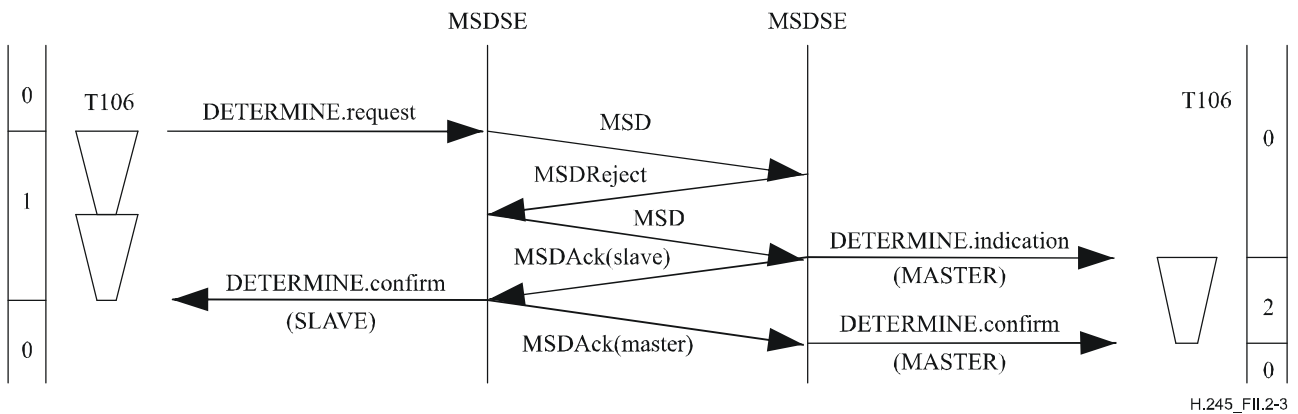 MSDSE MSDSE
0 T106 DETERMINE.request MSD T106 0
MSDReject
1 MSD
MSDAck(slave) DETERMINE.indication
(MASTER)
DETERMINE.confirm
(SLAVE) 2
MSDAck(master) DETERMINE.confirm
(MASTER)
0 0
H.245_FII.2-3